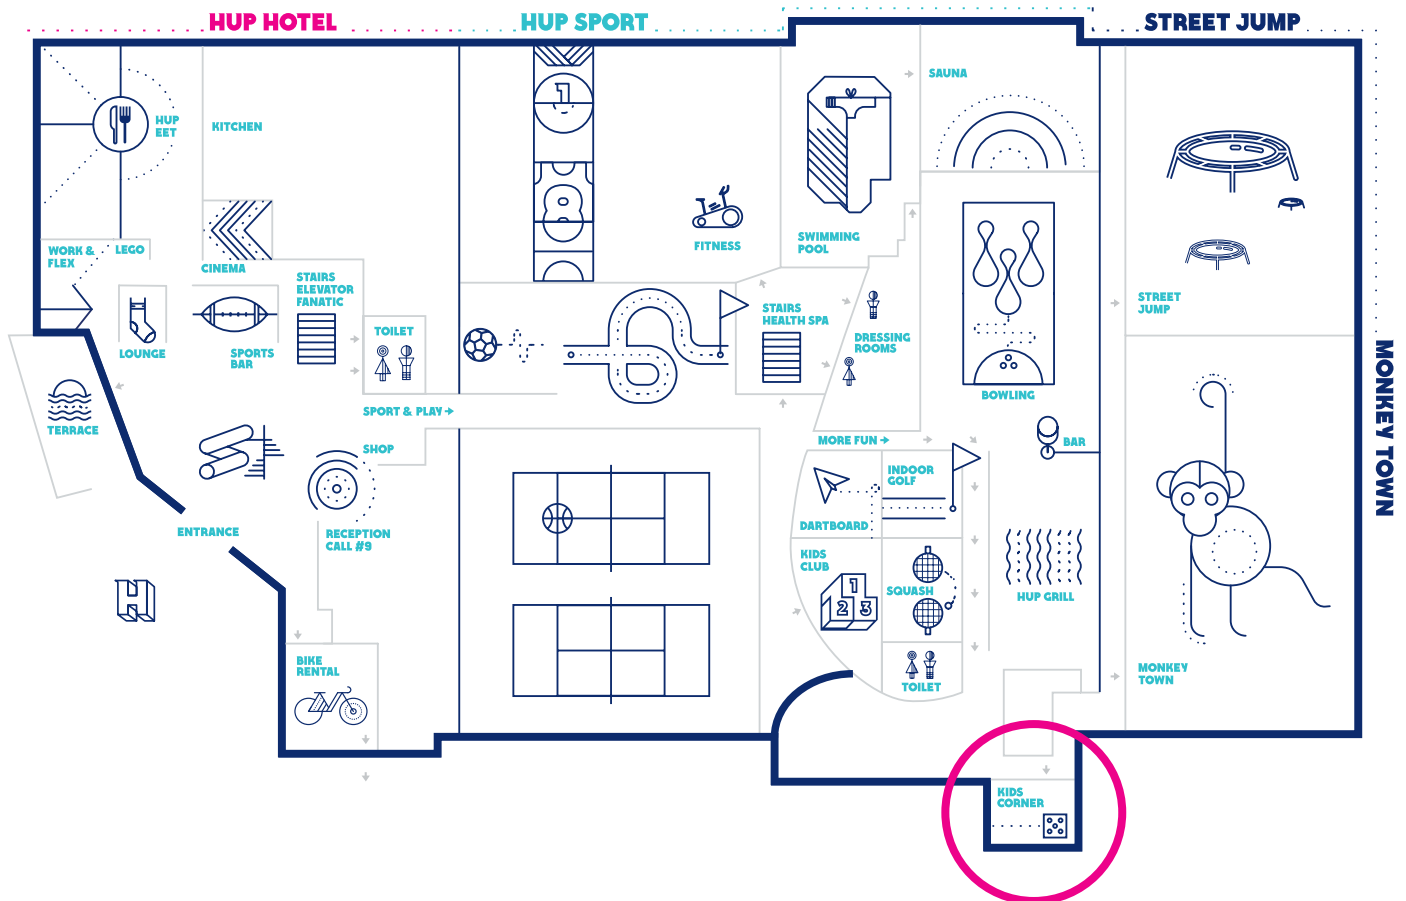 HUP HOTEL
HUP SPORT
STREET JUMP
SAUNA
HUP
EET
KITCHEN
WORK &
FLEX
LEGO
CINEMA
STAIRS
ELEVATOR
FANATIC
FITNESS
SWIMMING
POOL
STREET
JUMP
LOUNGE
SPORTS
BAR
TOILET
STAIRS
HEALTH SPA
DRESSING
ROOMS
BOWLING
MONKEY TOWN
TERRACE
SPORT & PLAY
SHOP
MORE FUN
BAR
INDOOR
GOLF
DARTBOARD
ENTRANCE
RECEPTION
CALL #9
KIDS
CLUB
SQUASH
1
2
3
HUP GRILL
H
BIKE
RENTAL
TOILET
MONKEY
TOWN
KIDS
CORNER